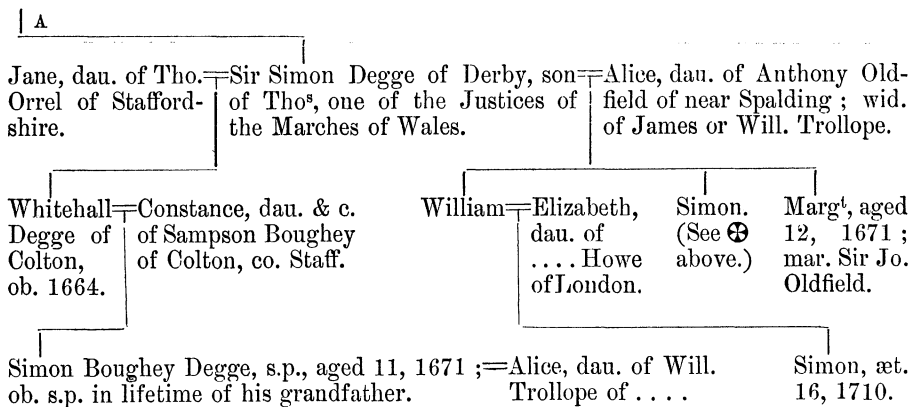 A
Jane, dau. of Tho.
Orrel of Stafford-
shire.
Sir Simon Degge of Derby, son
of Thoˢ, one of the Justices of
the Marches of Wales.
Alice, dau. of Anthony Old-
field of near Spalding ; wid.
of James or Will. Trollope.
Whitehall
Degge of
Colton,
ob. 1664.
Constance, dau. & c.
of Sampson Boughey
of Colton, co. Staff.
William
Elizabeth,
dau. of
.... Howe
of London.
Simon.
(See ✠
above.)
Margᵗ, aged
12, 1671 ;
mar. Sir Jo.
Oldfield.
Simon Boughey Degge, s.p., aged 11, 1671 ;
ob. s.p. in lifetime of his grandfather.
Alice, dau. of Will.
Trollope of ....
Simon, æt.
16, 1710.